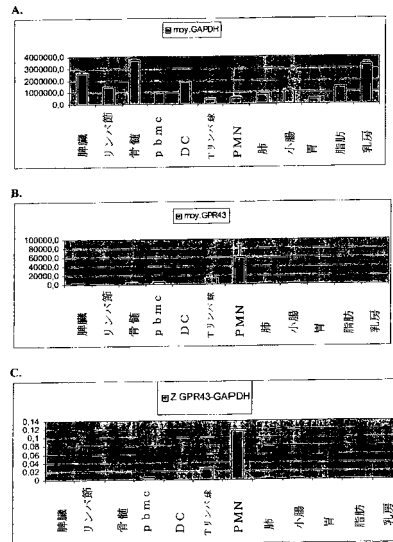 A.
moy.GAPDH
4000000,0
3000000,0
2000000,0
1000000,0
0,0
脾臓
リンパ節
骨髄
pbmc
DC
Tリンパ球
PMN
肺
小腸
胃
脂肪
乳房
B.
moy.GPR43
100000,0
80000,0
60000,0
40000,0
20000,0
0,0
脾臓
リンパ節
骨髄
pbmc
DC
Tリンパ球
PMN
肺
小腸
胃
脂肪
乳房
C.
Z GPR43-GAPDH
0,14
0,12
0,1
0,08
0,06
0,04
0,02
0
脾臓
リンパ節
骨髄
pbmc
DC
Tリンパ球
PMN
肺
小腸
胃
脂肪
乳房